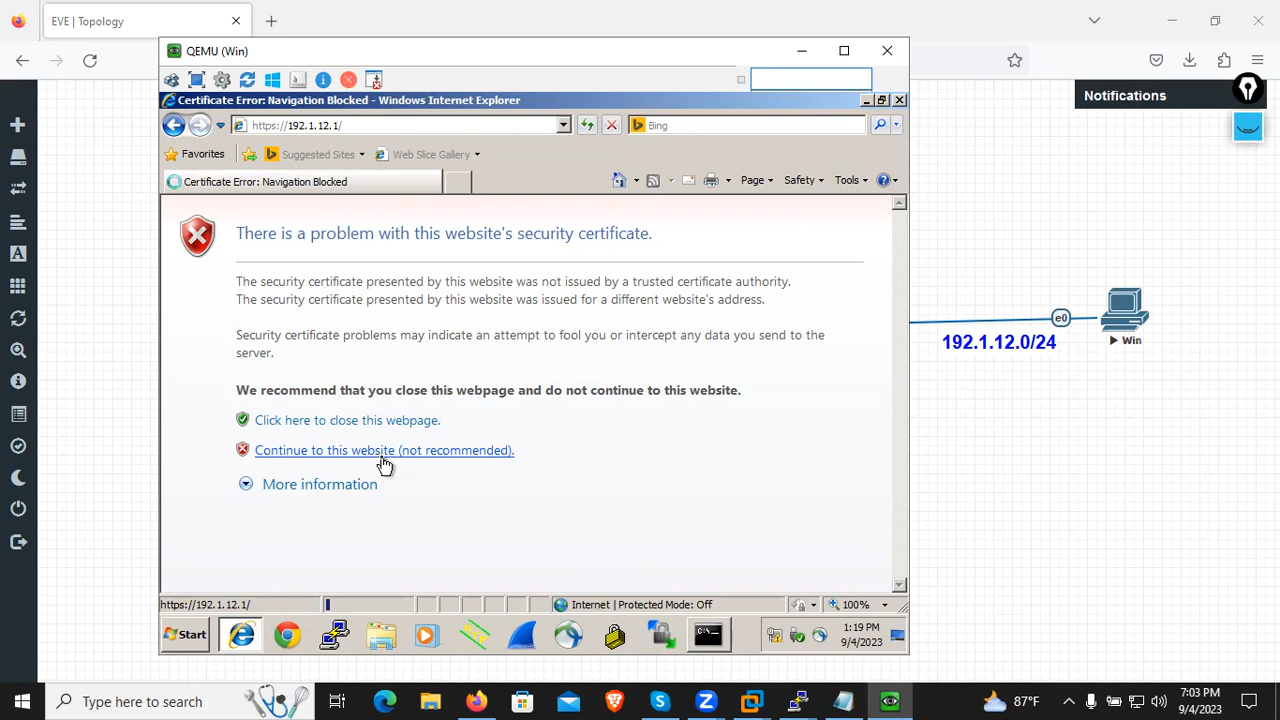 EVE | Topology
QEMU (Win)
Certificate Error: Navigation Blocked - Windows Internet Explorer
https://192.1.12.1/
Bing
Favorites
Suggested Sites
Web Slice Gallery
Certificate Error: Navigation Blocked
Page
Safety
Tools
There is a problem with this website's security certificate.
The security certificate presented by this website was not issued by a trusted certificate authority.
The security certificate presented by this website was issued for a different website's address.
Security certificate problems may indicate an attempt to fool you or intercept any data you send to the
server.
We recommend that you close this webpage and do not continue to this website.
Click here to close this webpage.
Continue to this website (not recommended).
More information
https://192.1.12.1/
Internet | Protected Mode: Off
100%
Start
1:19 PM
9/4/2023
Notifications
e0
192.1.12.0/24
Win
Type here to search
87°F
7:03 PM
9/4/2023